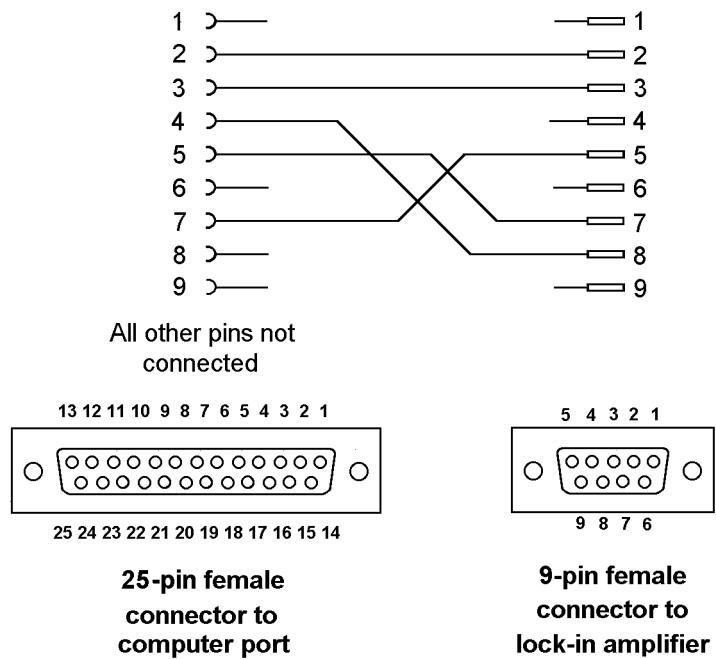 1 1
2 2
3 3
4 4
5 5
6 6
7 7
8 8
9 9
All other pins not
connected
13 12 11 10 9 8 7 6 5 4 3 2 1
25 24 23 22 21 20 19 18 17 16 15 14
25-pin female
connector to
computer port
5 4 3 2 1
9 8 7 6
9-pin female
connector to
lock-in amplifier